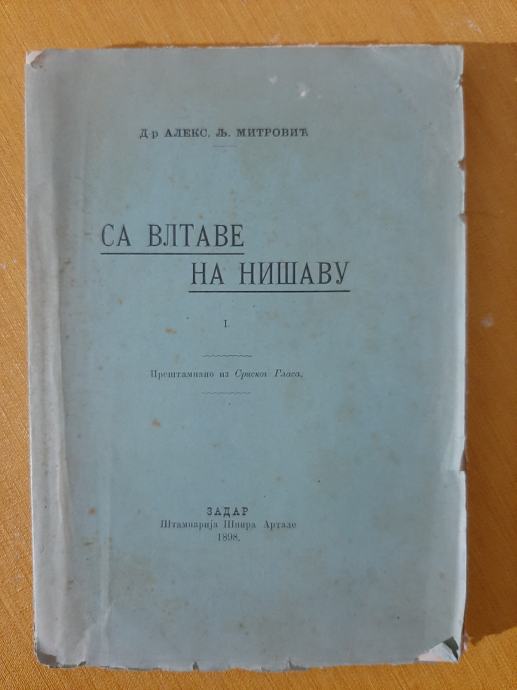 Д-р АЛЕКС. Љ. МИТРОВИЋ
СА ВЛТАВЕ
НА НИШАВУ
I.
Прештампано из Српског Гласа.
ЗАДАР
Штампарија Шпира Артале
1898.